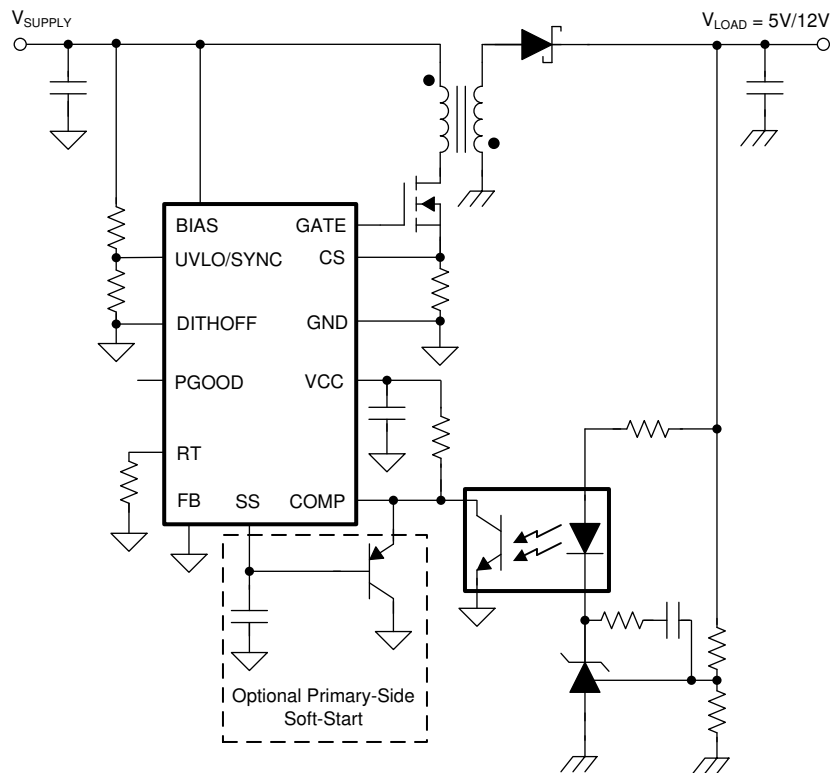 VSUPPLY
VLOAD = 5V/12V
BIAS
GATE
UVLO/SYNC
CS
DITHOFF
GND
PGOOD
VCC
RT
FB
SS
COMP
Optional Primary-Side
Soft-Start